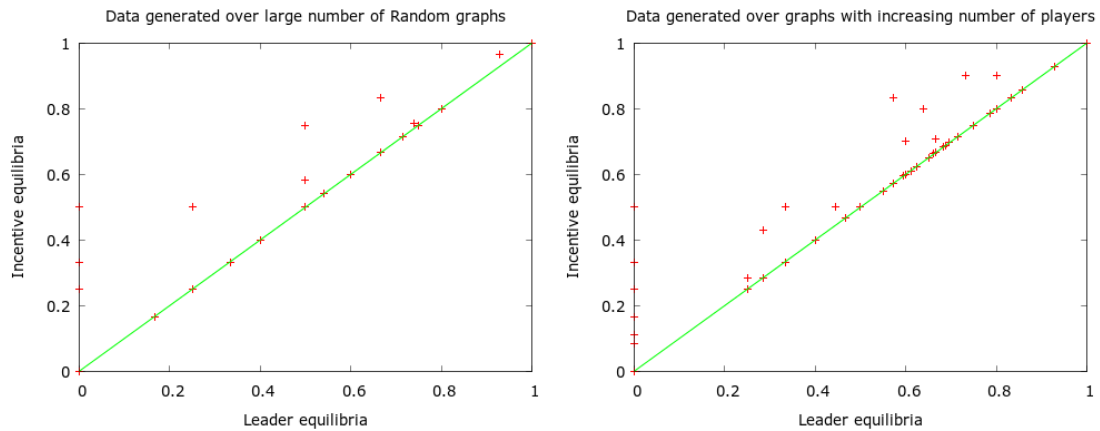 Data generated over large number of Random graphs
1
0.8
0.6
0.4
0.2
0
Incentive equilibria
0 0.2 0.4 0.6 0.8 1
Leader equilibria
Data generated over graphs with increasing number of players
1
0.8
0.6
0.4
0.2
0
Incentive equilibria
0 0.2 0.4 0.6 0.8 1
Leader equilibria